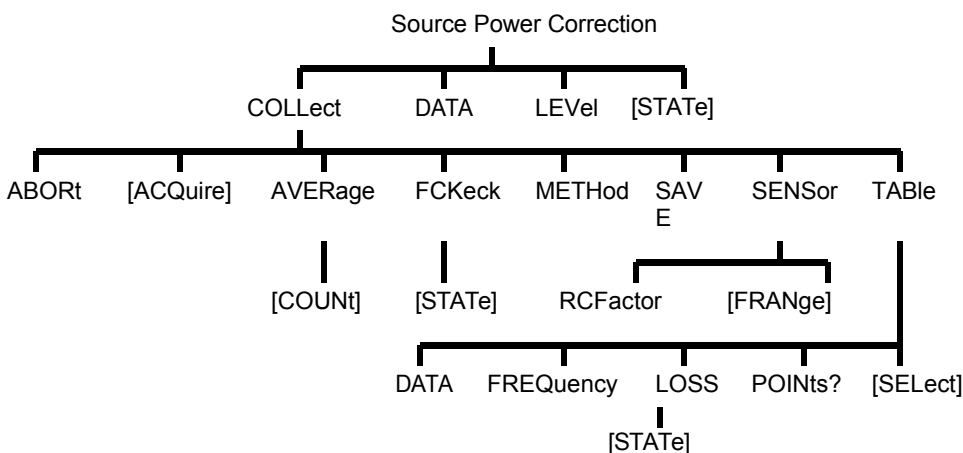 Source Power Correction
COLLect DATA LEVel [STATe]
ABORt [ACQuire] AVERage FCKeck METHod SAV
E SENSor TABle
[COUNt] [STATe] RCFactor [FRANge]
DATA FREQuency LOSS POINts? [SELect]
[STATe]